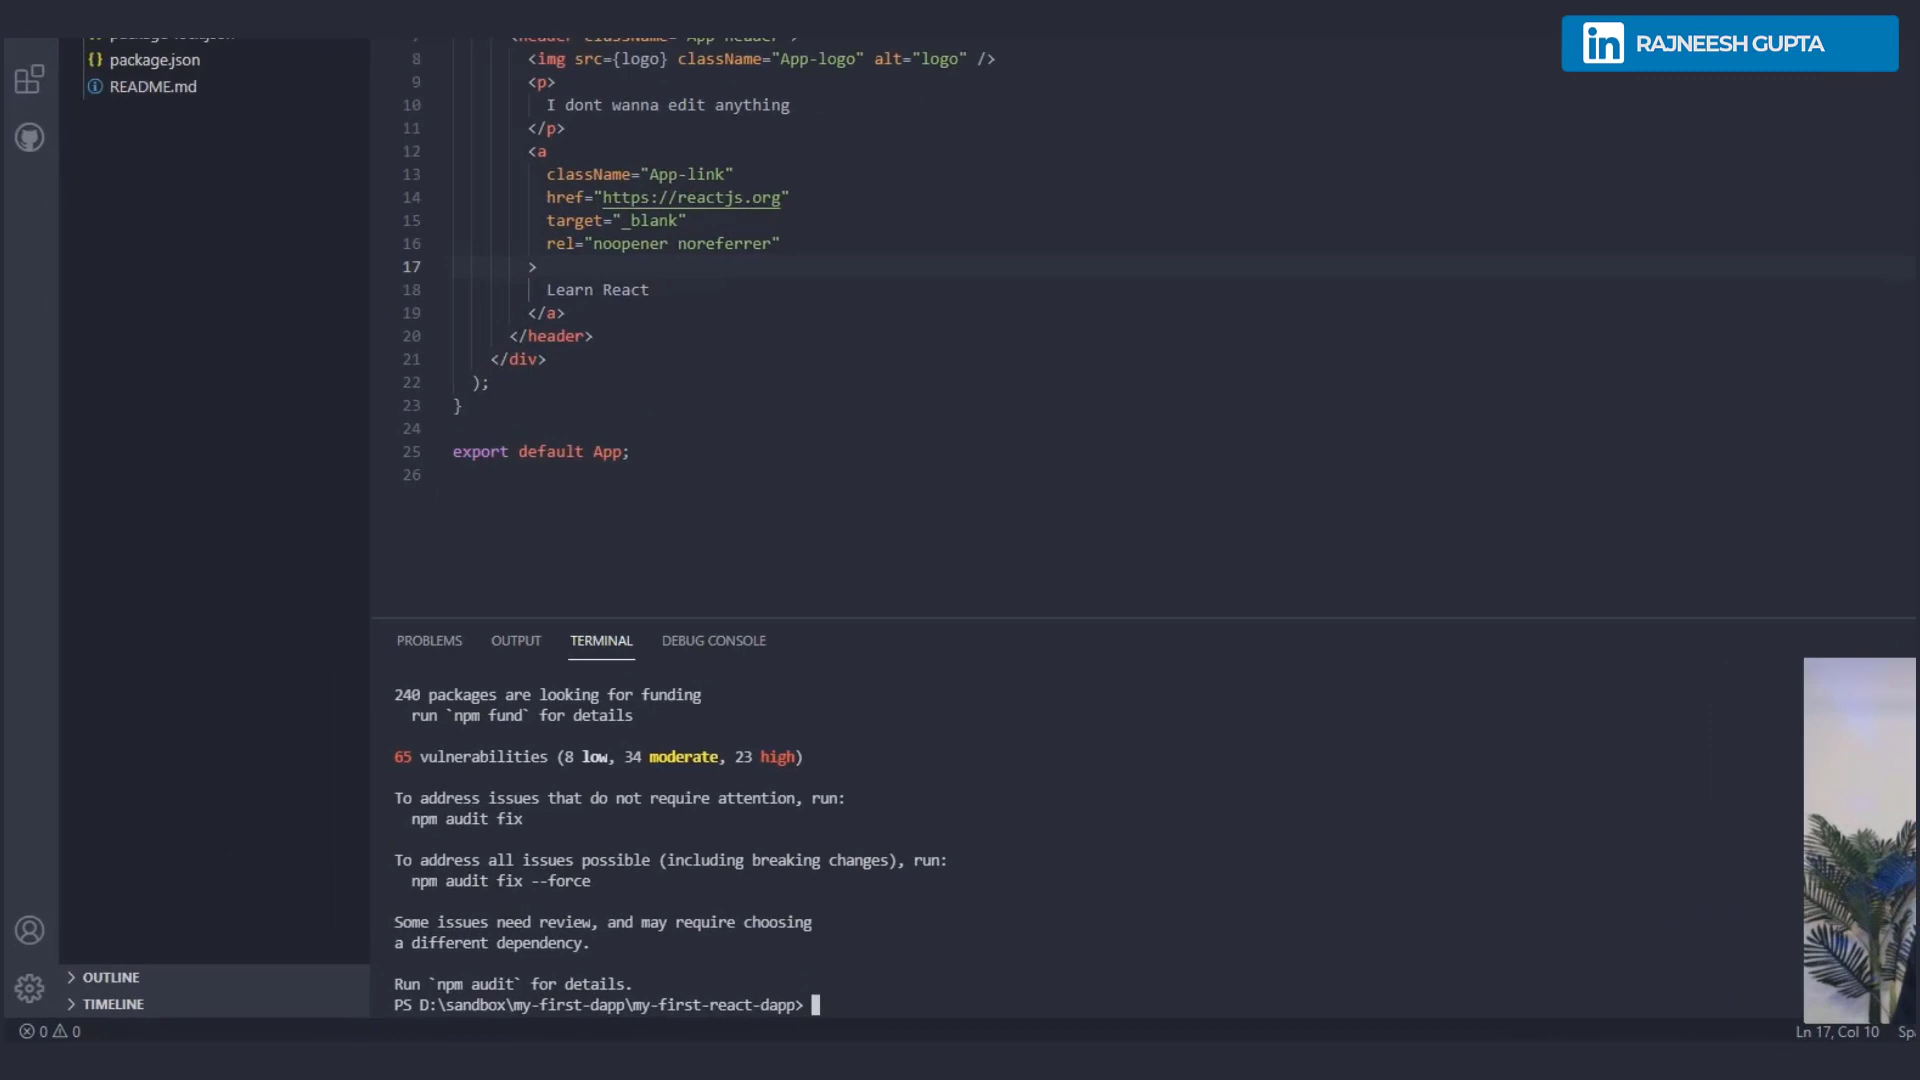 RAJNEESH GUPTA
package.json
README.md
8 <img src={logo} className="App-logo" alt="logo" />
9 <p>
10 I dont wanna edit anything
11 </p>
12 <a
13 className="App-link"
14 href="https://reactjs.org"
15 target="_blank"
16 rel="noopener noreferrer"
17 >
18 Learn React
19 </a>
20 </header>
21 </div>
22 );
23 }
24
25 export default App;
26
PROBLEMS OUTPUT TERMINAL DEBUG CONSOLE
240 packages are looking for funding
run `npm fund` for details
65 vulnerabilities (8 low, 34 moderate, 23 high)
To address issues that do not require attention, run:
npm audit fix
To address all issues possible (including breaking changes), run:
npm audit fix --force
Some issues need review, and may require choosing
a different dependency.
Run `npm audit` for details.
PS D:\sandbox\my-first-dapp\my-first-react-dapp>
OUTLINE
TIMELINE
0 0
Ln 17, Col 10